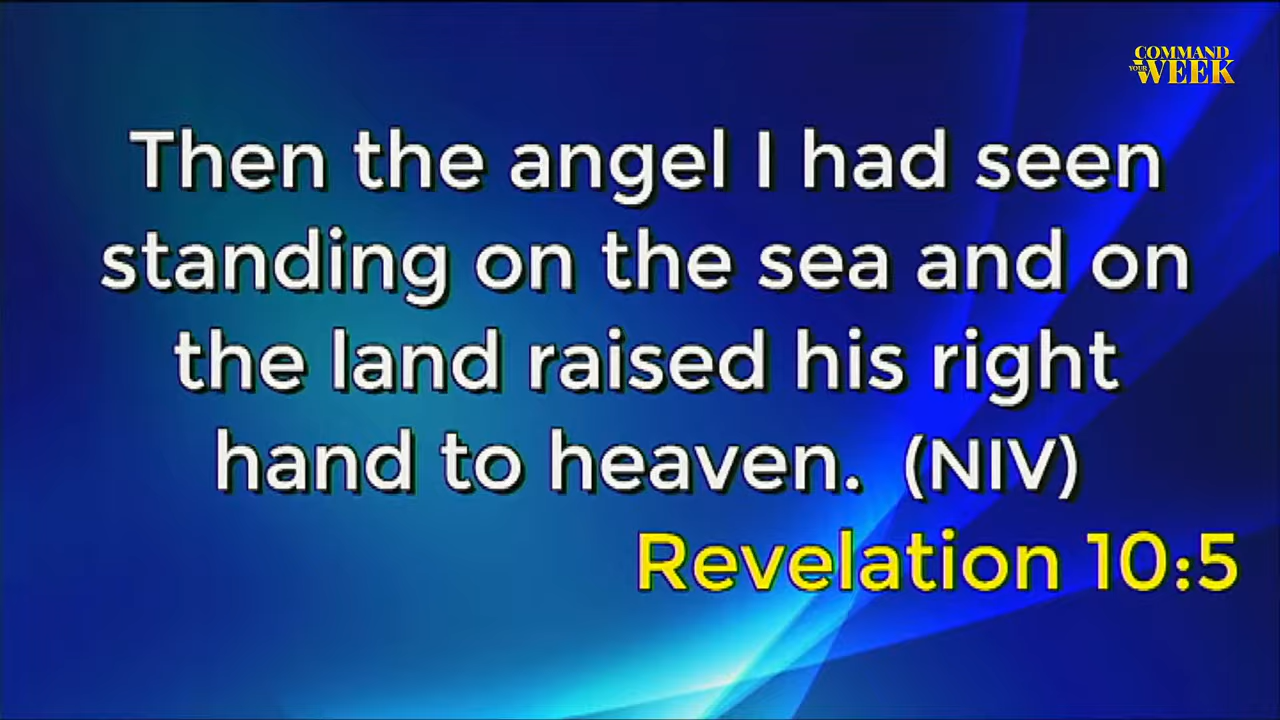 COMMAND
YOUR WEEK
Then the angel I had seen
standing on the sea and on
the land raised his right
hand to heaven. (NIV)
Revelation 10:5